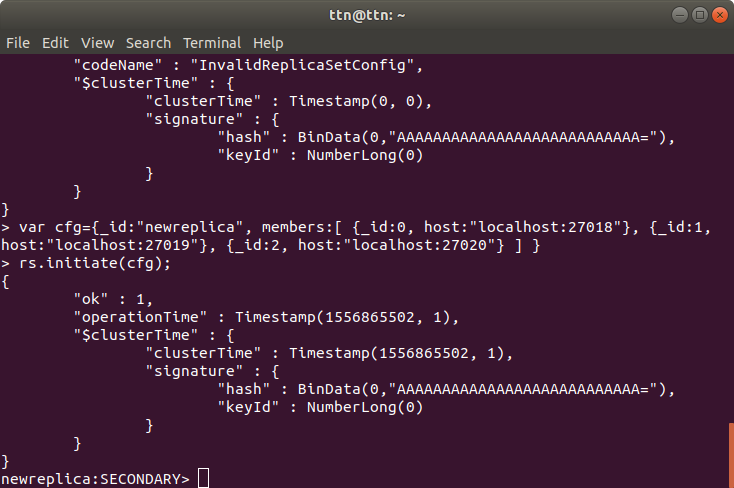 ttn@ttn: ~
File Edit View Search Terminal Help
"codeName" : "InvalidReplicaSetConfig",
"$clusterTime" : {
"clusterTime" : Timestamp(0, 0),
"signature" : {
"hash" : BinData(0,"AAAAAAAAAAAAAAAAAAAAAAAAAAA="),
"keyId" : NumberLong(0)
}
}
}
> var cfg={_id:"newreplica", members:[ {_id:0, host:"localhost:27018"}, {_id:1,
host:"localhost:27019"}, {_id:2, host:"localhost:27020"} ] }
> rs.initiate(cfg);
{
"ok" : 1,
"operationTime" : Timestamp(1556865502, 1),
"$clusterTime" : {
"clusterTime" : Timestamp(1556865502, 1),
"signature" : {
"hash" : BinData(0,"AAAAAAAAAAAAAAAAAAAAAAAAAAA="),
"keyId" : NumberLong(0)
}
}
}
newreplica:SECONDARY>